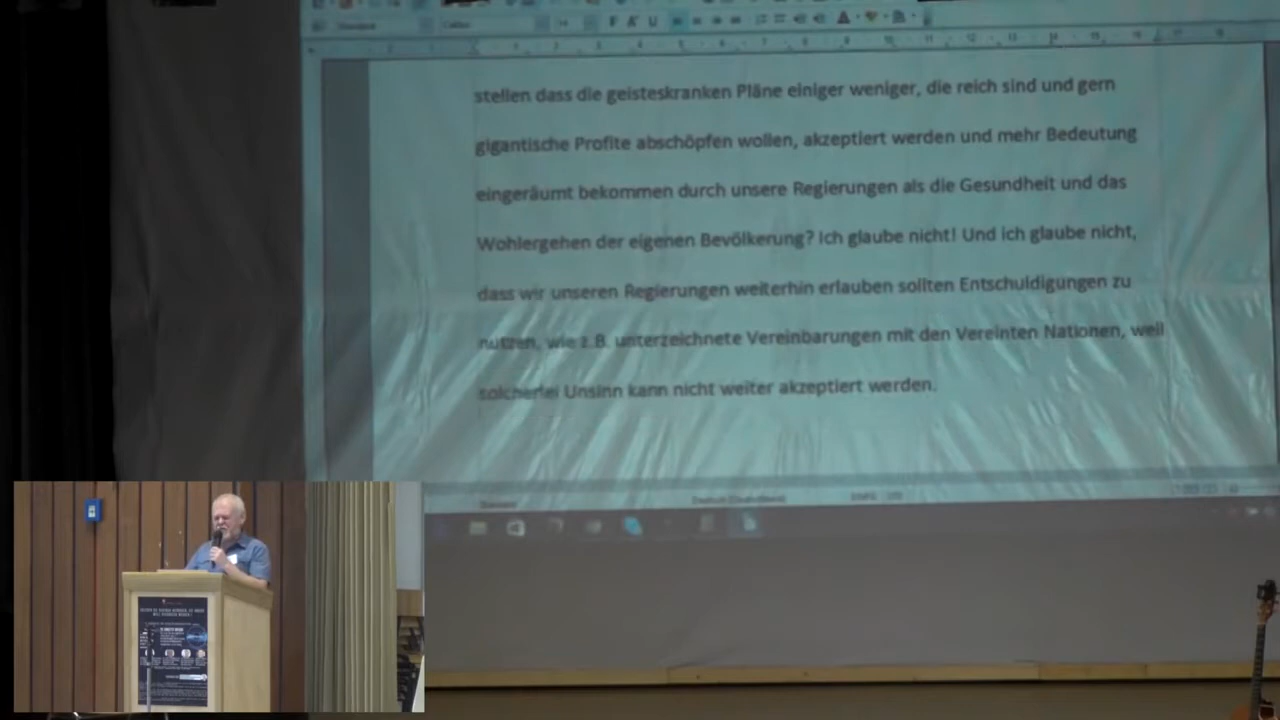 stellen dass die geisteskranken Pläne einiger weniger, die reich sind und gern
gigantische Profite abschöpfen wollen, akzeptiert werden und mehr Bedeutung
eingeräumt bekommen durch unsere Regierungen als die Gesundheit und das
Wohlergehen der eigenen Bevölkerung? Ich glaube nicht! Und ich glaube nicht,
dass wir unseren Regierungen weiterhin erlauben sollten Entschuldigungen zu
nutzen, wie z.B. unterzeichnete Vereinbarungen mit den Vereinten Nationen, weil
solcherlei Unsinn kann nicht weiter akzeptiert werden.